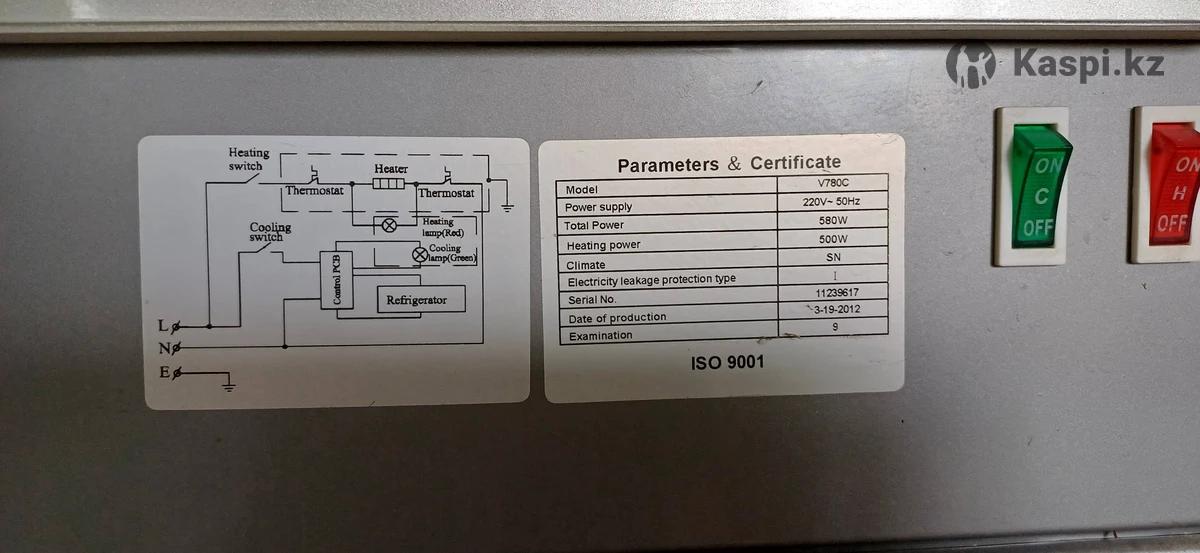 Kaspi.kz
Heating
switch
Heater
Thermostat
Thermostat
Heating
lamp(Red)
Cooling
switch
Cooling
lamp(Green)
Control PCB
Refrigerator
L
N
E
Parameters & Certificate
Model V780C
Power supply 220V~ 50Hz
Total Power 580W
Heating power 500W
Climate SN
Electricity leakage protection type I
Serial No. 11239617
Date of production 3-19-2012
Examination 9
ISO 9001
ON
C
OFF
ON
H
OFF